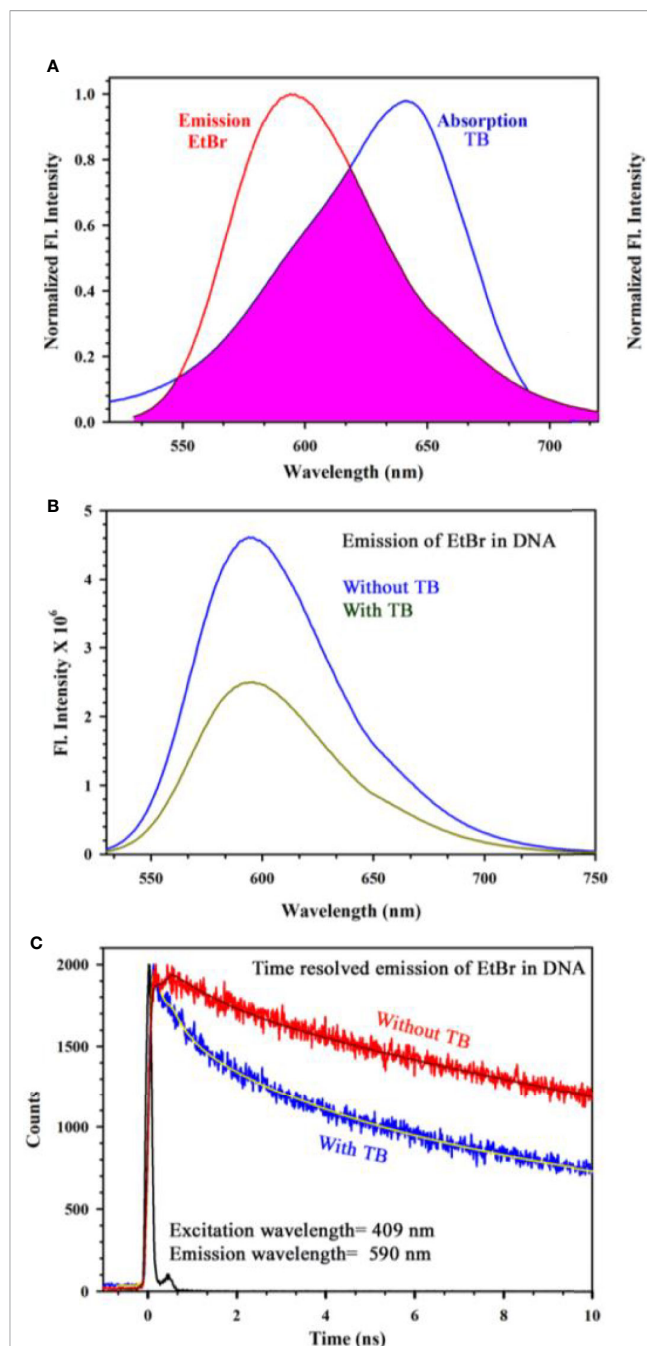 A
Normalized Fl. Intensity
1.0
0.8
0.6
0.4
0.2
0.0
Emission
EtBr
Absorption
TB
550
600
650
700
Wavelength (nm)
Normalized Fl. Intensity
B
Fl. Intensity X 10⁶
5
4
3
2
1
0
Emission of EtBr in DNA
Without TB
With TB
550
600
650
700
750
Wavelength (nm)
C
Counts
2000
1500
1000
500
0
Time resolved emission of EtBr in DNA
Without TB
With TB
Excitation wavelength= 409 nm
Emission wavelength= 590 nm
0
2
4
6
8
10
Time (ns)